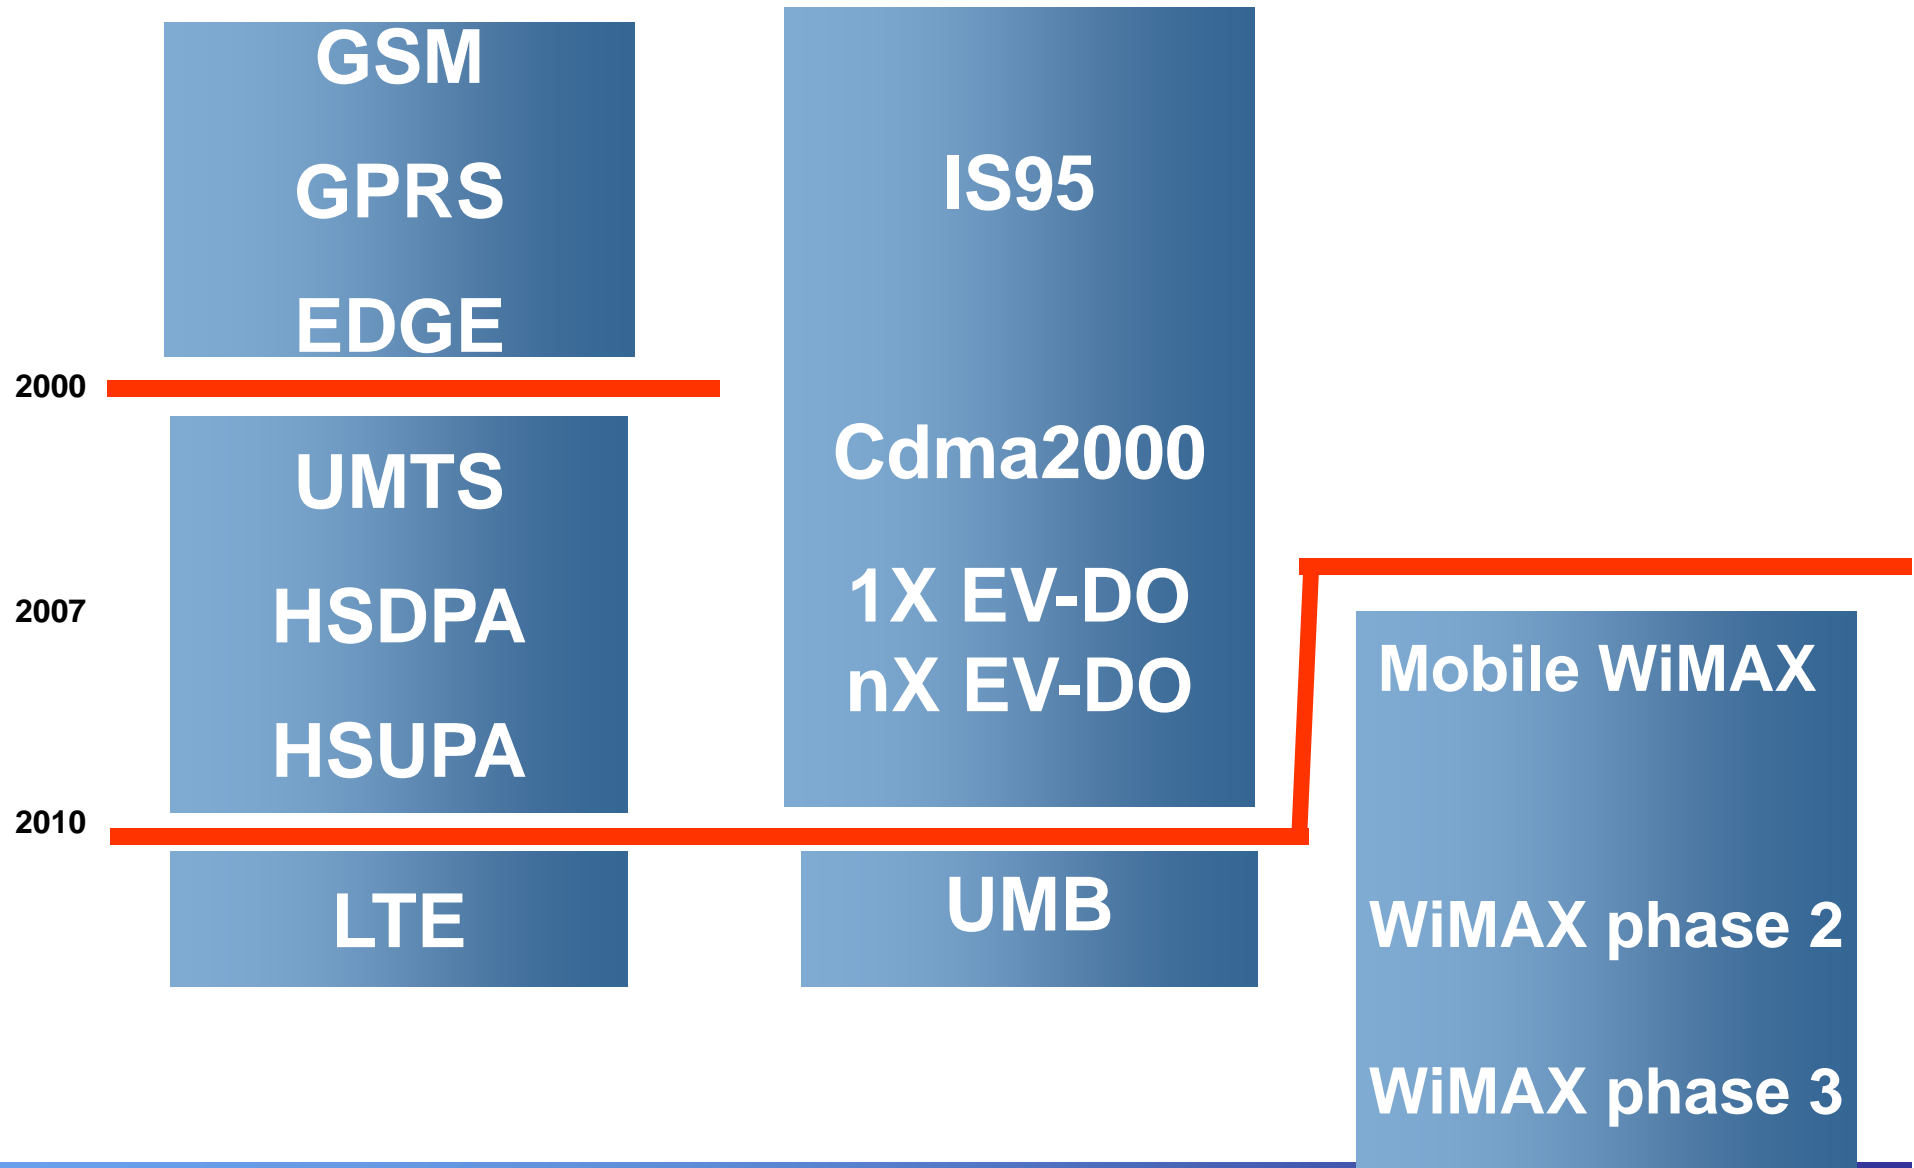 GSM
GPRS
EDGE
2000
UMTS
HSDPA
HSUPA
2007
2010
LTE
IS95
Cdma2000
1X EV-DO
nX EV-DO
UMB
Mobile WiMAX
WiMAX phase 2
WiMAX phase 3